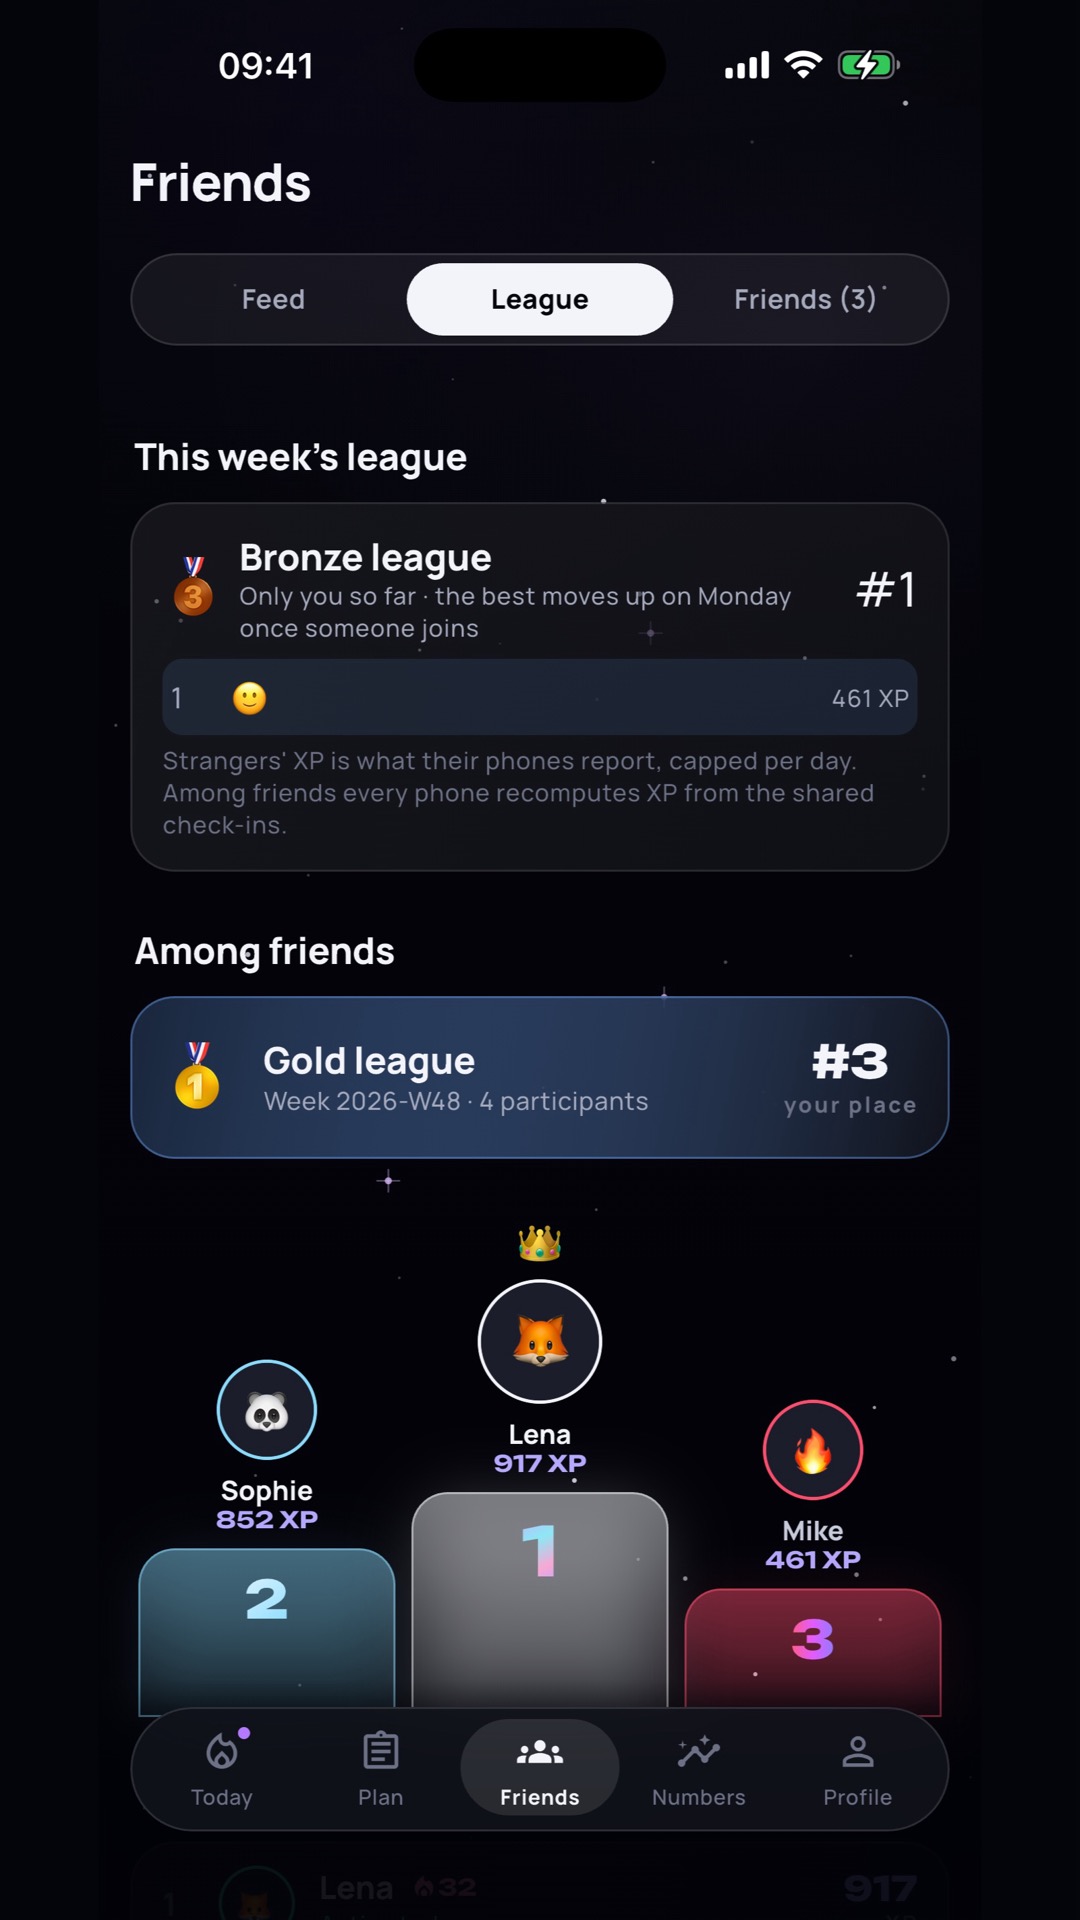 09:41
Friends
Feed
League
Friends (3)
This week's league
Bronze league
Only you so far · the best moves up on Monday
once someone joins
#1
1
461 XP
Strangers' XP is what their phones report, capped per day.
Among friends every phone recomputes XP from the shared
check-ins.
Among friends
Gold league
Week 2026-W48 · 4 participants
#3
your place
Lena
917 XP
Sophie
852 XP
Mike
461 XP
1
2
3
Today
Plan
Friends
Numbers
Profile
1
Lena
32
917